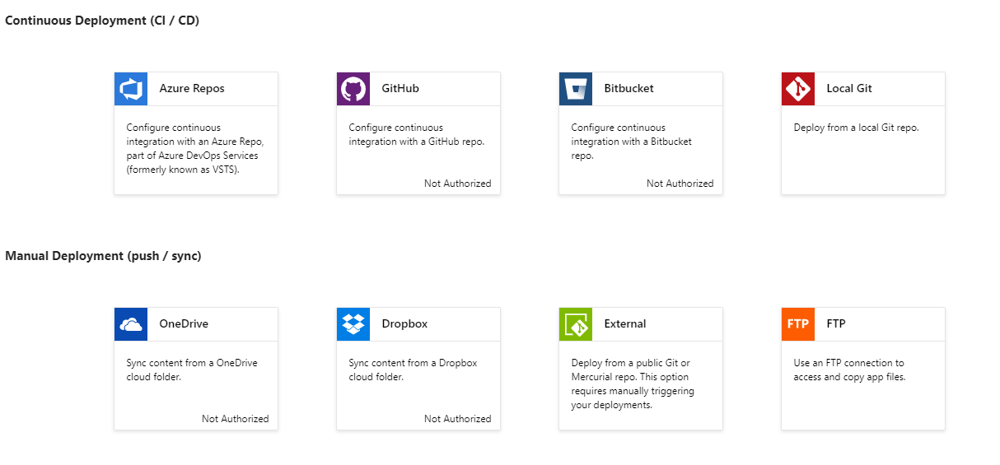 Continuous Deployment (CI / CD)
Azure Repos
Configure continuous
integration with an Azure Repo,
part of Azure DevOps Services
(formerly known as VSTS).
GitHub
Configure continuous
integration with a GitHub repo.
Not Authorized
Bitbucket
Configure continuous
integration with a Bitbucket
repo.
Not Authorized
Local Git
Deploy from a local Git repo.
Manual Deployment (push / sync)
OneDrive
Sync content from a OneDrive
cloud folder.
Not Authorized
Dropbox
Sync content from a Dropbox
cloud folder.
Not Authorized
External
Deploy from a public Git or
Mercurial repo. This option
requires manually triggering
your deployments.
FTP FTP
Use an FTP connection to
access and copy app files.